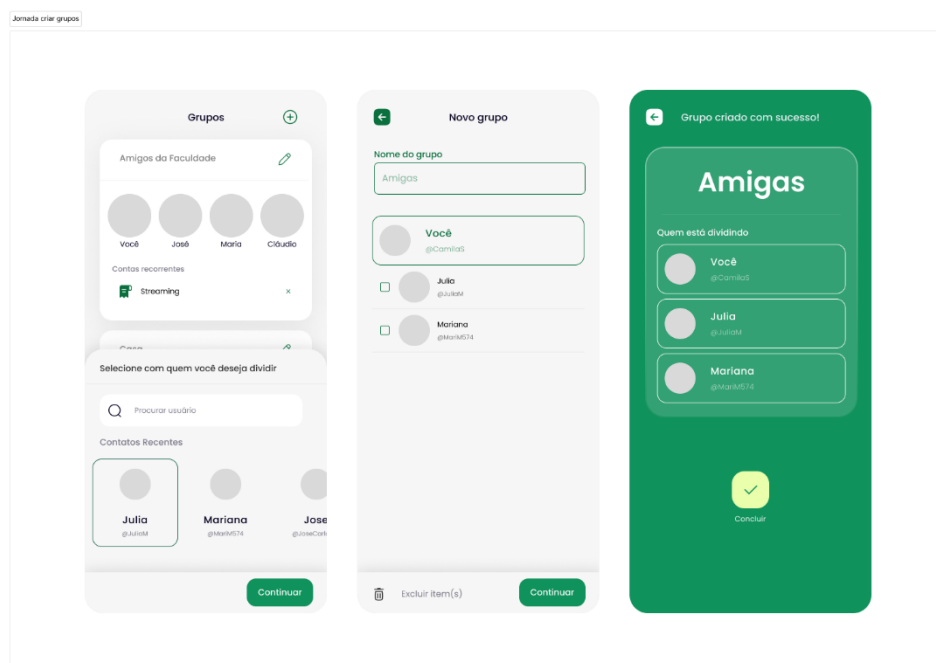 Jornada criar grupos
Grupos
Amigos da Faculdade
Você José Maria Cláudio
Contas recorrentes
Streaming ×
Casa
Selecione com quem você deseja dividir
Procurar usuário
Contatos Recentes
Julia Mariana Jose
@JuliaM @MariM574 @JoseCarl
Continuar
Novo grupo
Nome do grupo
Amigas
Você
@CamilaS
Julia
@JuliaM
Mariana
@MariM574
Excluir item(s)
Continuar
Grupo criado com sucesso!
Amigas
Quem está dividindo
Você
@CamilaS
Julia
@JuliaM
Mariana
@MariM574
Concluir